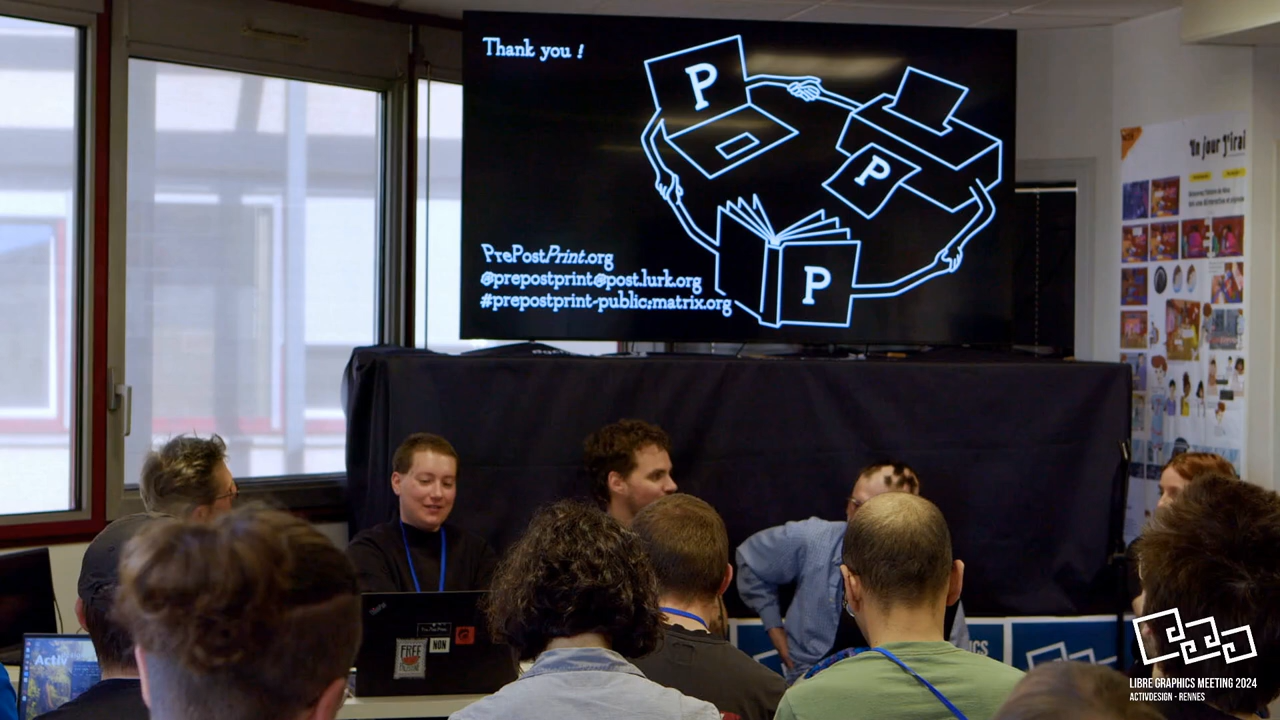 Thank you !
P
P
P
PrePostPrint.org
@prepostprint@post.lurk.org
#prepostprint-public:matrix.org
Un jour J'irai
Activ
FREE
NON
LIBRE GRAPHICS MEETING 2024
ACTIVDESIGN - RENNES